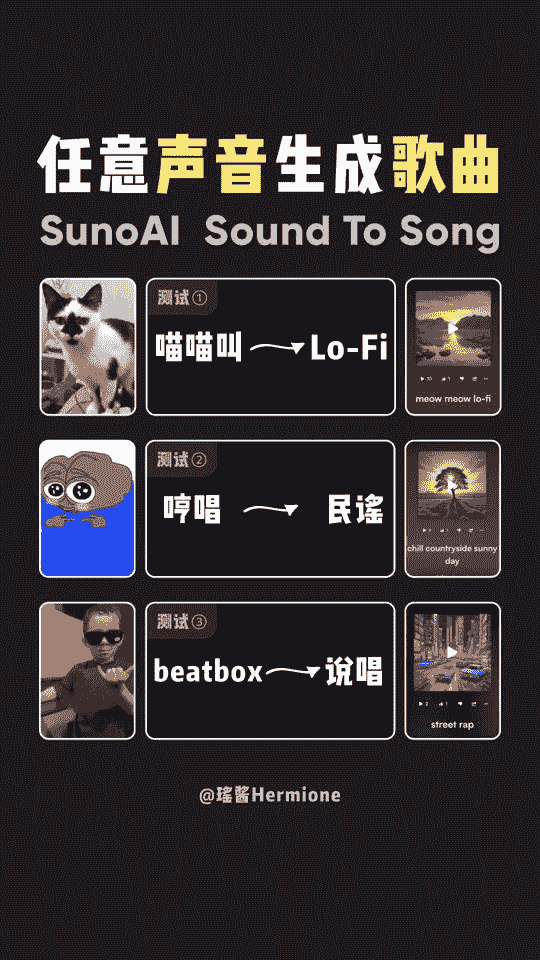 任意声音生成歌曲
SunoAI Sound To Song
测试①
喵喵叫 Lo-Fi
meow meow lo-fi
测试②
哼唱 民谣
chill countryside sunny
day
测试③
beatbox 说唱
street rap
@瑤酱Hermione